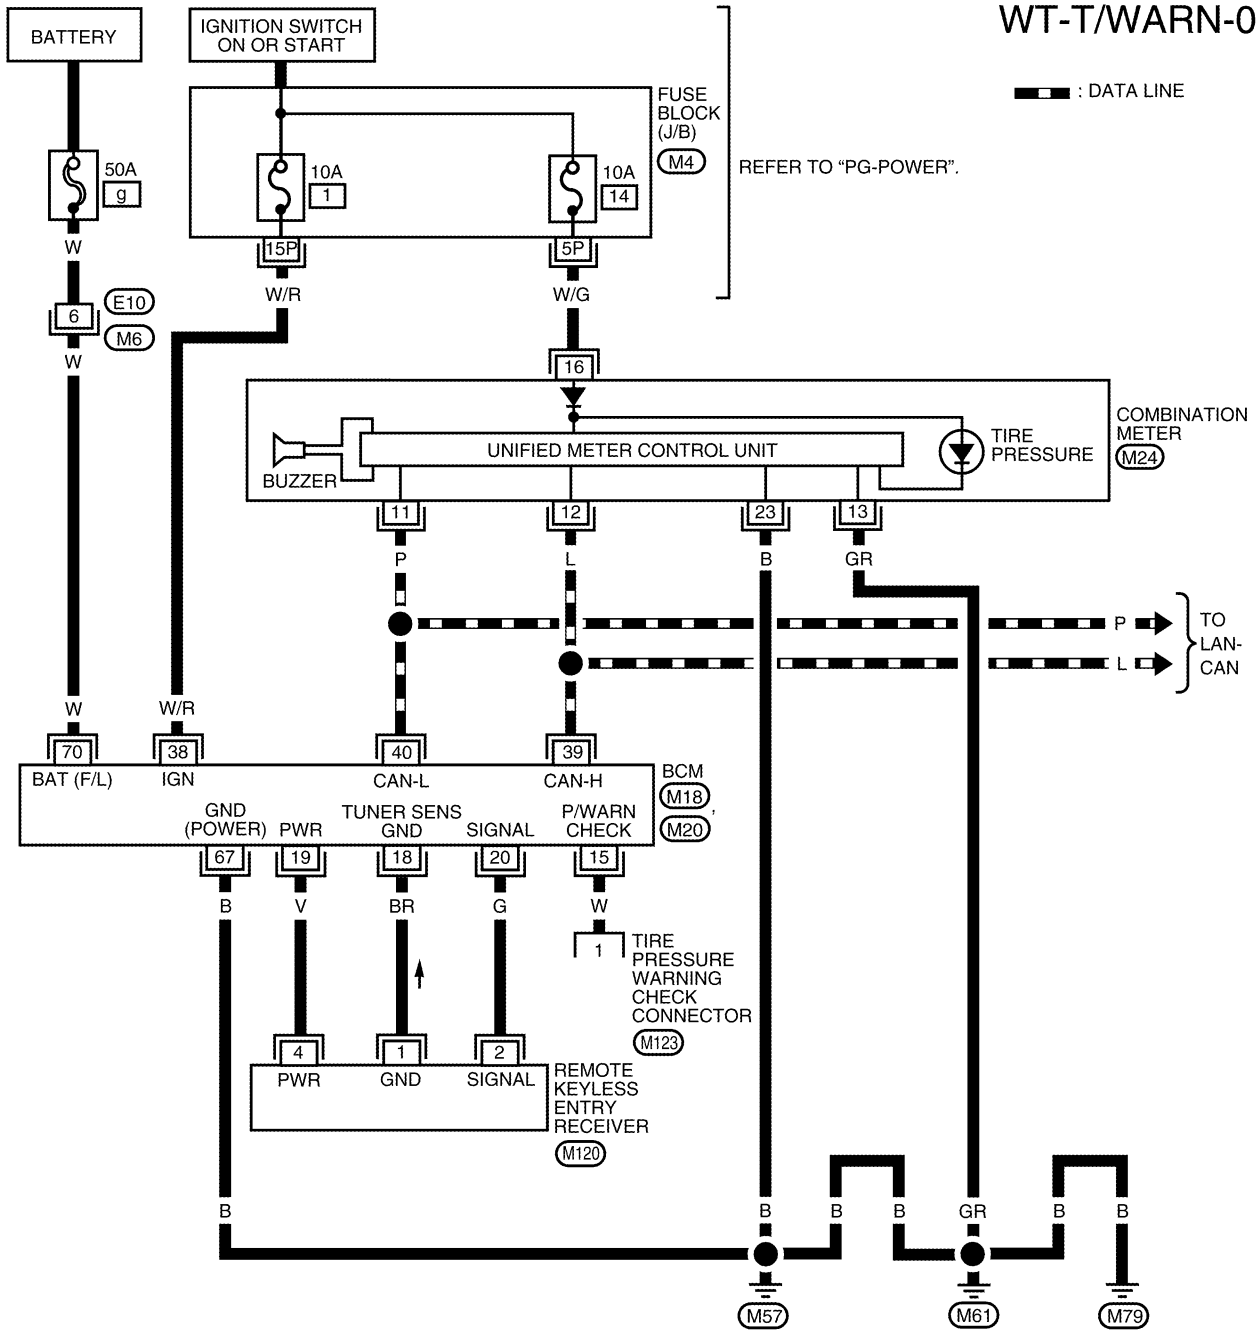 WT-T/WARN-0
BATTERY
IGNITION SWITCH
ON OR START
: DATA LINE
FUSE
BLOCK
(J/B)
M4
REFER TO “PG-POWER”.
50A
g
10A
1
10A
14
15P
5P
W
W/R
W/G
6
E10
M6
W
16
COMBINATION
METER
M24
TIRE
PRESSURE
UNIFIED METER CONTROL UNIT
BUZZER
11
12
23
13
P
L
B
GR
P
L
TO
LAN-
CAN
W
W/R
70
38
40
39
BAT (F/L)
IGN
CAN-L
CAN-H
BCM
M18
,
M20
GND
(POWER)
PWR
TUNER SENS
GND
SIGNAL
P/WARN
CHECK
67
19
18
20
15
B
V
BR
G
W
1
TIRE
PRESSURE
WARNING
CHECK
CONNECTOR
M123
4
1
2
PWR
GND
SIGNAL
REMOTE
KEYLESS
ENTRY
RECEIVER
M120
B
B
B
B
GR
B
B
M57
M61
M79